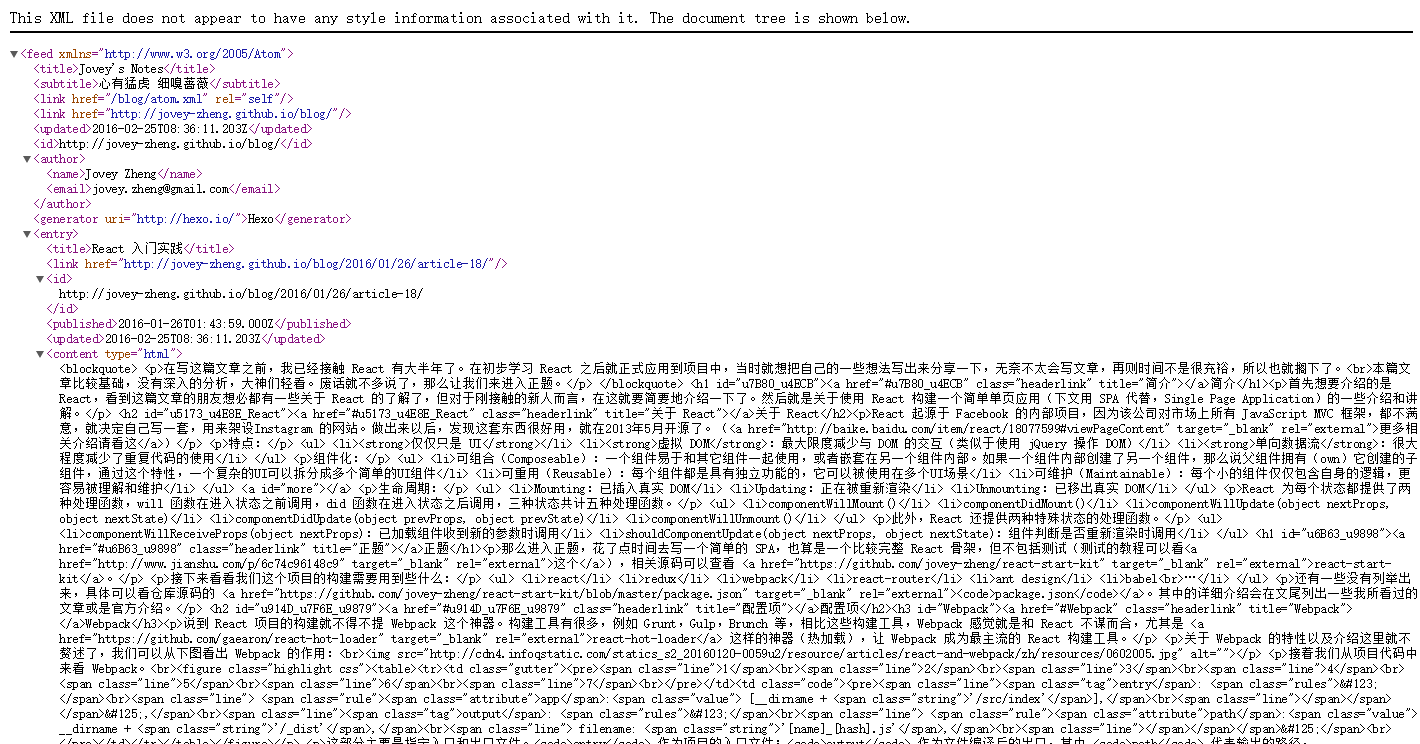 This XML file does not appear to have any style information associated with it. The document tree is shown below.
▼<feed xmlns="http://www.w3.org/2005/Atom">
<title>Jovey's Notes</title>
<subtitle>心有猛虎 细嗅蔷薇</subtitle>
<link href="/blog/atom.xml" rel="self"/>
<link href="http://jovey-zheng.github.io/blog/"/>
<updated>2016-02-25T08:36:11.203Z</updated>
<id>http://jovey-zheng.github.io/blog/</id>
▼<author>
<name>Jovey Zheng</name>
<email>jovey.zheng@gmail.com</email>
</author>
<generator uri="http://hexo.io/">Hexo</generator>
▼<entry>
<title>React 入门实践</title>
<link href="http://jovey-zheng.github.io/blog/2016/01/26/article-18/"/>
▼<id>
http://jovey-zheng.github.io/blog/2016/01/26/article-18/
</id>
<published>2016-01-26T01:43:59.000Z</published>
<updated>2016-02-25T08:36:11.203Z</updated>
▼<content type="html">
<blockquote> <p>在写这篇文章之前，我已经接触 React 有大半年了。在初步学习 React 之后就正式应用到项目中，当时就想把自己的一些想法写出来分享一下，无奈不太会写文章，再则时间不是很充裕，所以也就搁下了。<br>本篇文
章比较基础，没有深入的分析，大神们轻看。废话就不多说了，那么让我们来进入正题。</p> </blockquote> <h1 id="u7B80_u4ECB"><a href="#u7B80_u4ECB" class="headerlink" title="简介"></a>简介</h1><p>首先想要介绍的是
React，看到这篇文章的朋友想必都有一些关于 React 的了解了，但对于刚接触的新人而言，在这就要简要地介绍一下了。然后就是关于使用 React 构建一个简单单页应用（下文用 SPA 代替，Single Page Application）的一些介绍和讲
解。</p> <h2 id="u5173_u4E8E_React"><a href="#u5173_u4E8E_React" class="headerlink" title="关于 React"></a>关于 React</h2><p>React 起源于 Facebook 的内部项目，因为该公司对市场上所有 JavaScript MVC 框架，都不满
意，就决定自己写一套，用来架设Instagram 的网站。做出来以后，发现这套东西很好用，就在2013年5月开源了。（<a href="http://baike.baidu.com/item/react/18077599#viewPageContent" target="_blank" rel="external">更多相
关介绍请看这</a>）</p> <p>特点：</p> <ul> <li><strong>仅仅只是 UI</strong></li> <li><strong>虚拟 DOM</strong>：最大限度减少与 DOM 的交互（类似于使用 jQuery 操作 DOM）</li> <li><strong>单向数据流</strong>：很大
程度减少了重复代码的使用</li> </ul> <p>组件化：</p> <ul> <li>可组合（Composeable）：一个组件易于和其它组件一起使用，或者嵌套在另一个组件内部。如果一个组件内部创建了另一个组件，那么说父组件拥有（own）它创建的子
组件，通过这个特性，一个复杂的UI可以拆分成多个简单的UI组件</li> <li>可重用（Reusable）：每个组件都是具有独立功能的，它可以被使用在多个UI场景</li> <li>可维护（Maintainable）：每个小的组件仅仅包含自身的逻辑，更
容易被理解和维护</li> </ul> <a id="more"></a> <p>生命周期：</p> <ul> <li>Mounting：已插入真实 DOM</li> <li>Updating：正在被重新渲染</li> <li>Unmounting：已移出真实 DOM</li> </ul> <p>React 为每个状态都提供了两
种处理函数，will 函数在进入状态之前调用，did 函数在进入状态之后调用，三种状态共计五种处理函数。</p> <ul> <li>componentWillMount()</li> <li>componentDidMount()</li> <li>componentWillUpdate(object nextProps,
object nextState)</li> <li>componentDidUpdate(object prevProps, object prevState)</li> <li>componentWillUnmount()</li> </ul> <p>此外，React 还提供两种特殊状态的处理函数。</p> <ul>
<li>componentWillReceiveProps(object nextProps)：已加载组件收到新的参数时调用</li> <li>shouldComponentUpdate(object nextProps, object nextState)：组件判断是否重新渲染时调用</li> </ul> <h1 id="u6B63_u9898"><a
href="#u6B63_u9898" class="headerlink" title="正题"></a>正题</h1><p>那么进入正题，花了点时间去写一个简单的 SPA，也算是一个比较完整 React 骨架，但不包括测试（测试的教程可以看<a
href="http://www.jianshu.com/p/6c74c96148c9" target="_blank" rel="external">这个</a>），相关源码可以查看 <a href="https://github.com/jovey-zheng/react-start-kit" target="_blank" rel="external">react-start-
kit</a>。</p> <p>接下来看看我们这个项目的构建需要用到些什么：</p> <ul> <li>react</li> <li>redux</li> <li>webpack</li> <li>react-router</li> <li>ant design</li> <li>babel<br>…</li> </ul> <p>还有一些没有列举出
来，具体可以看仓库源码的 <a href="https://github.com/jovey-zheng/react-start-kit/blob/master/package.json" target="_blank" rel="external"><code>package.json</code></a>。其中的详细介绍会在文尾列出一些我所看过的
文章或是官方介绍。</p> <h2 id="u914D_u7F6E_u9879"><a href="#u914D_u7F6E_u9879" class="headerlink" title="配置项"></a>配置项</h2><h3 id="Webpack"><a href="#Webpack" class="headerlink" title="Webpack">
</a>Webpack</h3><p>说到 React 项目的构建就不得不提 Webpack 这个神器。构建工具有很多，例如 Grunt，Gulp，Brunch 等，相比这些构建工具，Webpack 感觉就是和 React 不谋而合，尤其是 <a
href="https://github.com/gaearon/react-hot-loader" target="_blank" rel="external">react-hot-loader</a> 这样的神器（热加载），让 Webpack 成为最主流的 React 构建工具。</p> <p>关于 Webpack 的特性以及介绍这里就不
赘述了，我们可以从下图看出 Webpack 的作用：<br><img src="http://cdn4.infoqstatic.com/statics_s2_20160120-0059u2/resource/articles/react-and-webpack/zh/resources/0602005.jpg" alt=""></p> <p>接着我们从项目代码中
来看 Webpack。<br><figure class="highlight css"><table><tr><td class="gutter"><pre><span class="line">1</span><br><span class="line">2</span><br><span class="line">3</span><br><span class="line">4</span><br>
<span class="line">5</span><br><span class="line">6</span><br><span class="line">7</span><br></pre></td><td class="code"><pre><span class="line"><span class="tag">entry</span>: <span class="rules">&#123;
</span><br><span class="line"> <span class="rule"><span class="attribute">app</span>:<span class="value"> [__dirname + <span class="string">'/src/index'</span>],</span><br><span class="line"></span></span>
</span>&#125;,</span><br><span class="line"><span class="tag">output</span>: <span class="rules">&#123;</span><br><span class="line"> <span class="rule"><span class="attribute">path</span>:<span class="value">
__dirname + <span class="string">'/_dist'</span>,</span><br><span class="line"> filename: <span class="string">'[name]_[hash].js'</span>,</span><br><span class="line"></span></span></span>&#125;</span><br>